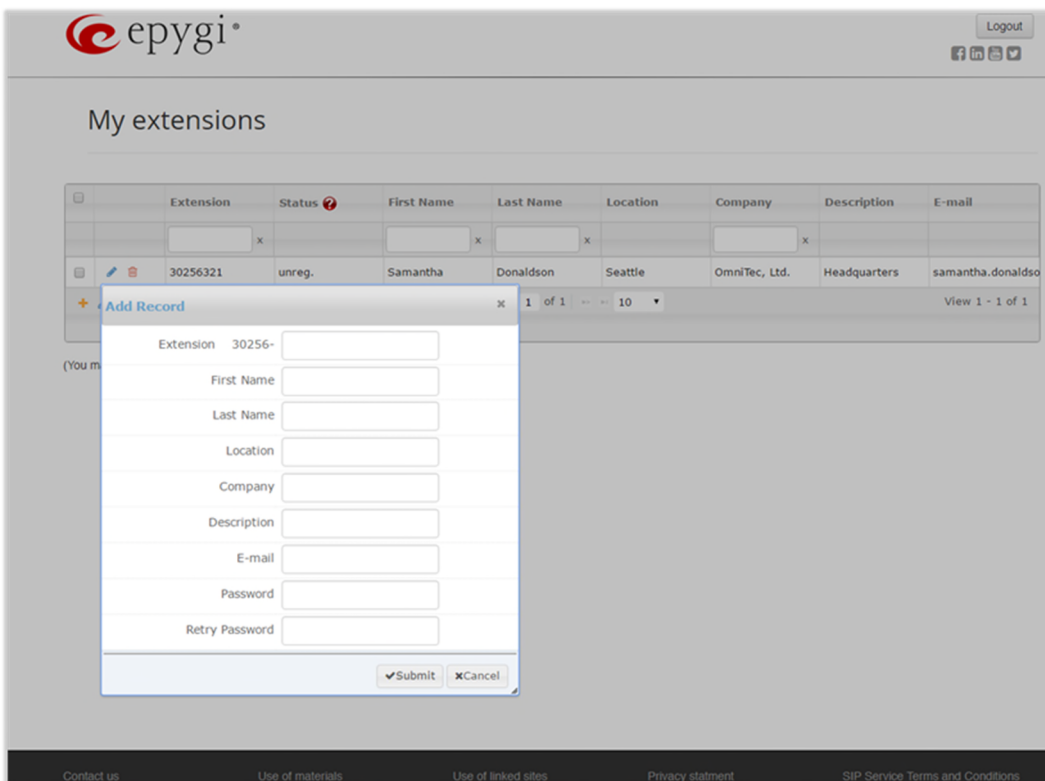 epygi
Logout
My extensions
Extension Status ? First Name Last Name Location Company Description E-mail
x x x x
30256321 unreg. Samantha Donaldson Seattle OmniTec, Ltd. Headquarters samantha.donaldso
+ 1 of 1 10 View 1 - 1 of 1
Add Record x
(You m
Extension 30256-
First Name
Last Name
Location
Company
Description
E-mail
Password
Retry Password
Submit Cancel
Contact us Use of materials Use of linked sites Privacy statment SIP Service Terms and Conditions